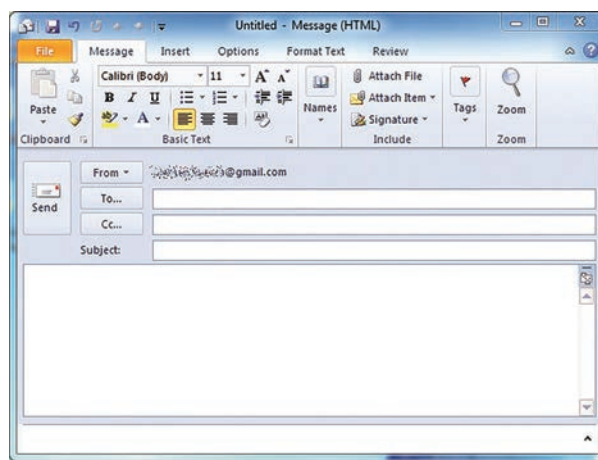 Untitled - Message (HTML)
File Message Insert Options Format Text Review
Calibri (Body) 11 A A
Paste B I U Names Attach File Tags Zoom
Attach Item
A Signature
Clipboard Basic Text Include Zoom
From @gmail.com
Send To...
Cc...
Subject: